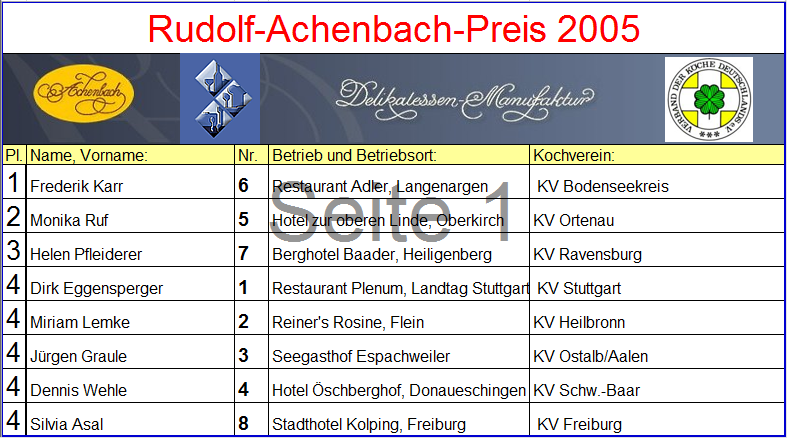 Rudolf-Achenbach-Preis 2005
Achenbach
Delikatessen-Manufaktur
VERBAND DER KÖCHE DEUTSCHLANDS e.V.
Pl. Name, Vorname: Nr. Betrieb und Betriebsort: Kochverein:
1 Frederik Karr 6 Restaurant Adler, Langenargen KV Bodenseekreis
2 Monika Ruf 5 Hotel zur oberen Linde, Oberkirch KV Ortenau
Seite 1
3 Helen Pfleiderer 7 Berghotel Baader, Heiligenberg KV Ravensburg
4 Dirk Eggensperger 1 Restaurant Plenum, Landtag Stuttgart KV Stuttgart
4 Miriam Lemke 2 Reiner's Rosine, Flein KV Heilbronn
4 Jürgen Graule 3 Seegasthof Espachweiler KV Ostalb/Aalen
4 Dennis Wehle 4 Hotel Öschberghof, Donaueschingen KV Schw.-Baar
4 Silvia Asal 8 Stadthotel Kolping, Freiburg KV Freiburg